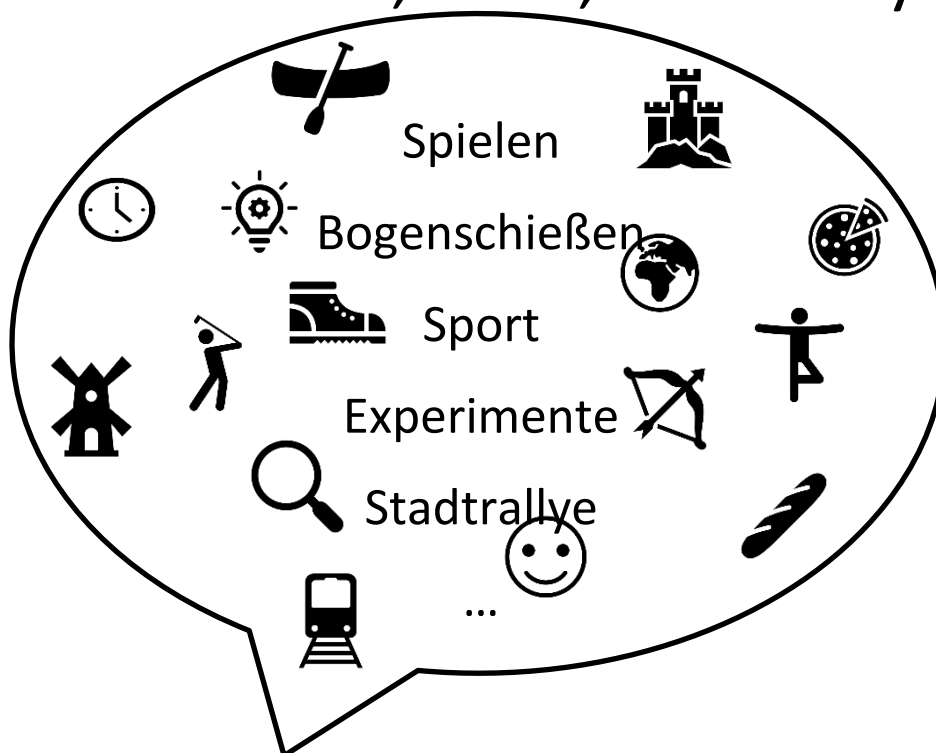 Spielen
Bogenschießen
Sport
Experimente
Stadtrallye
...